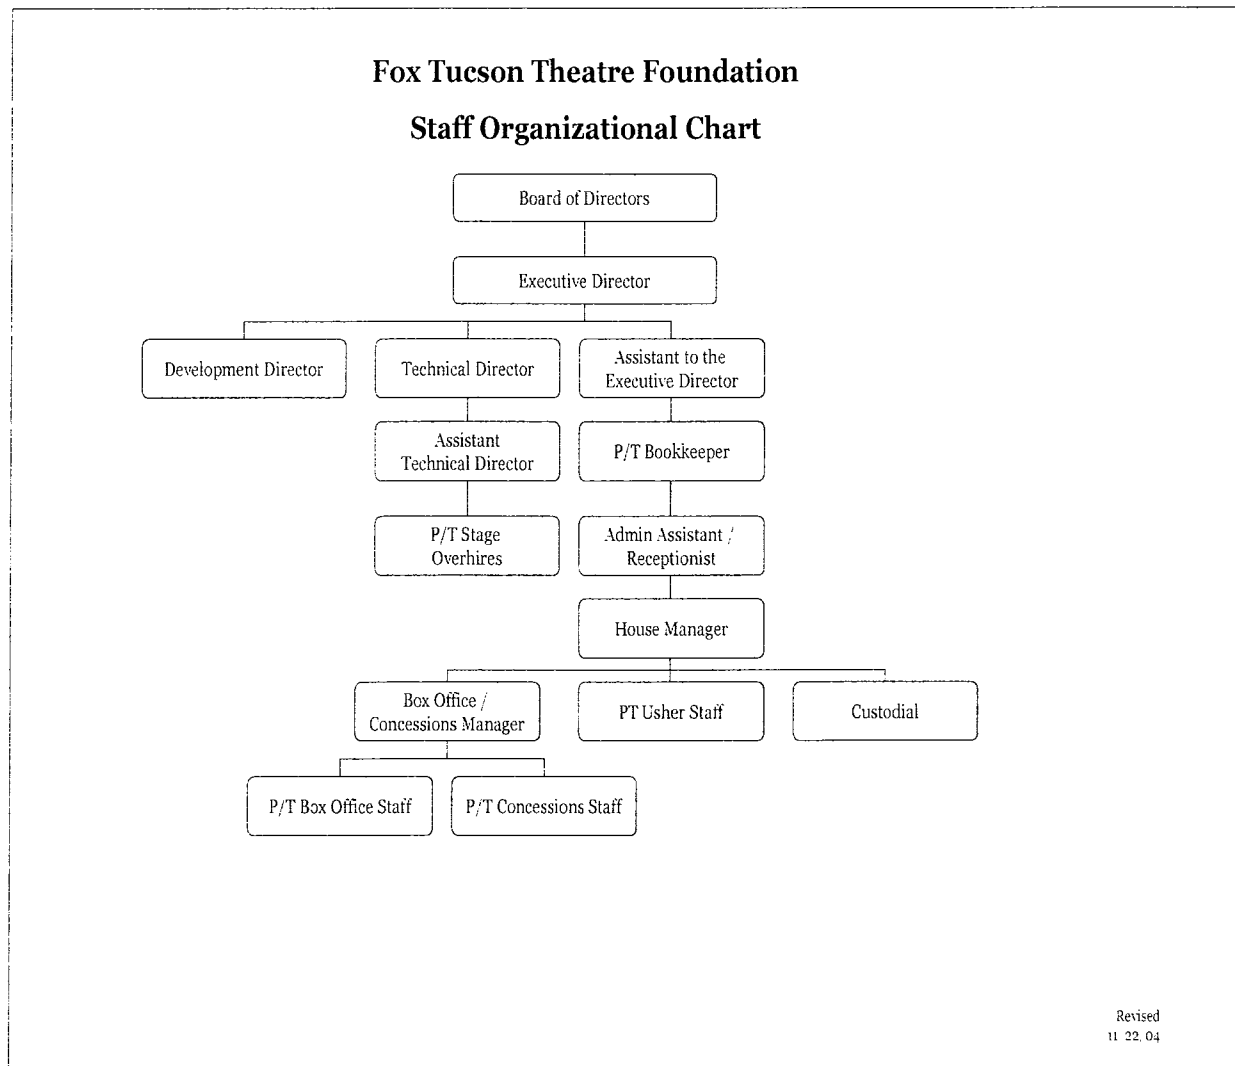 Fox Tucson Theatre Foundation
Staff Organizational Chart
Board of Directors
Executive Director
Development Director
Technical Director
Assistant to the
Executive Director
Assistant
Technical Director
P/T Bookkeeper
P/T Stage
Overhires
Admin Assistant /
Receptionist
House Manager
Box Office /
Concessions Manager
PT Usher Staff
Custodial
P/T Box Office Staff
P/T Concessions Staff
Revised
11 22, 04